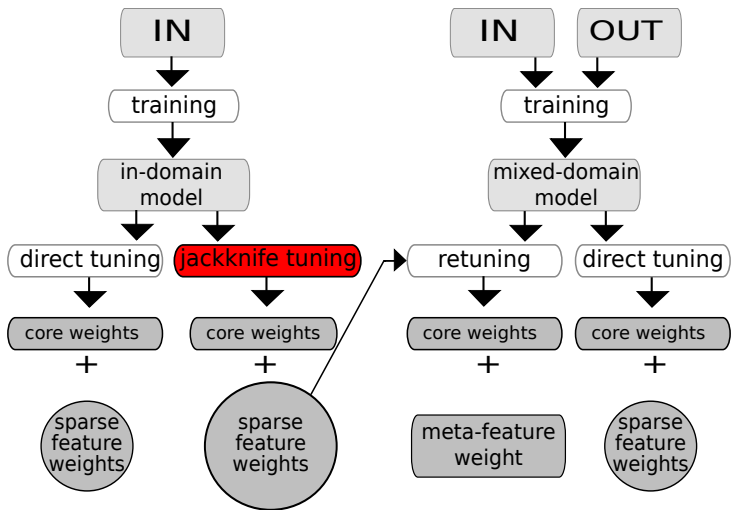 IN
IN
OUT
training
training
in-domain
model
mixed-domain
model
direct tuning
jackknife tuning
retuning
direct tuning
core weights
core weights
core weights
core weights
+
+
+
+
sparse
feature
weights
sparse
feature
weights
meta-feature
weight
sparse
feature
weights